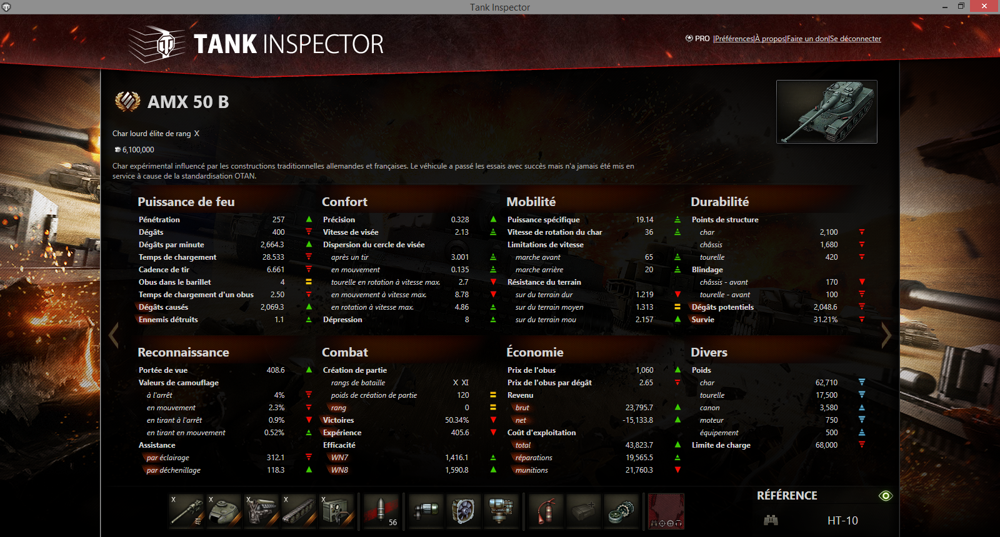 Tank Inspector
TANK INSPECTOR
PRO |Préférences|À propos|Faire un don|Se déconnecter
AMX 50 B
Char lourd élite de rang X
6,100,000
Char expérimental influencé par les constructions traditionnelles allemandes et françaises. Le véhicule a passé les essais avec succès mais n'a jamais été mis en
service à cause de la standardisation OTAN.
Puissance de feu
Pénétration 257
Dégâts 400
Dégâts par minute 2,664.3
Temps de chargement 28.533
Cadence de tir 6.661
Obus dans le barillet 4
Temps de chargement d'un obus 2.50
Dégâts causés 2,069.3
Ennemis détruits 1.1
Confort
Précision 0.328
Vitesse de visée 2.13
Dispersion du cercle de visée
après un tir 3.001
en mouvement 0.135
tourelle en rotation à vitesse max. 2.7
en mouvement à vitesse max. 8.78
en rotation à vitesse max. 4.86
Dépression 8
Mobilité
Puissance spécifique 19.14
Vitesse de rotation du char 36
Limitations de vitesse
marche avant 65
marche arrière 20
Résistance du terrain
sur du terrain dur 1.219
sur du terrain moyen 1.313
sur du terrain mou 2.157
Durabilité
Points de structure
char 2,100
châssis 1,680
tourelle 420
Blindage
châssis - avant 170
tourelle - avant 100
Dégâts potentiels 2,048.6
Survie 31.21%
Reconnaissance
Portée de vue 408.6
Valeurs de camouflage
à l'arrêt 4%
en mouvement 2.3%
en tirant à l'arrêt 0.9%
en tirant en mouvement 0.52%
Assistance
par éclairage 312.1
par déchenillage 118.3
Combat
Création de partie
rangs de bataille X XI
poids de création de partie 120
rang 0
Victoires 50.34%
Expérience 405.6
Efficacité
WN7 1,416.1
WN8 1,590.8
Économie
Prix de l'obus 1,060
Prix de l'obus par dégât 2.65
Revenu
brut 23,795.7
net -15,133.8
Coût d'exploitation
total 43,823.7
réparations 19,565.5
munitions 21,760.3
Divers
Poids
char 62,710
tourelle 17,500
canon 3,580
moteur 750
équipement 500
Limite de charge 68,000
X X X X X
56
RÉFÉRENCE
HT-10